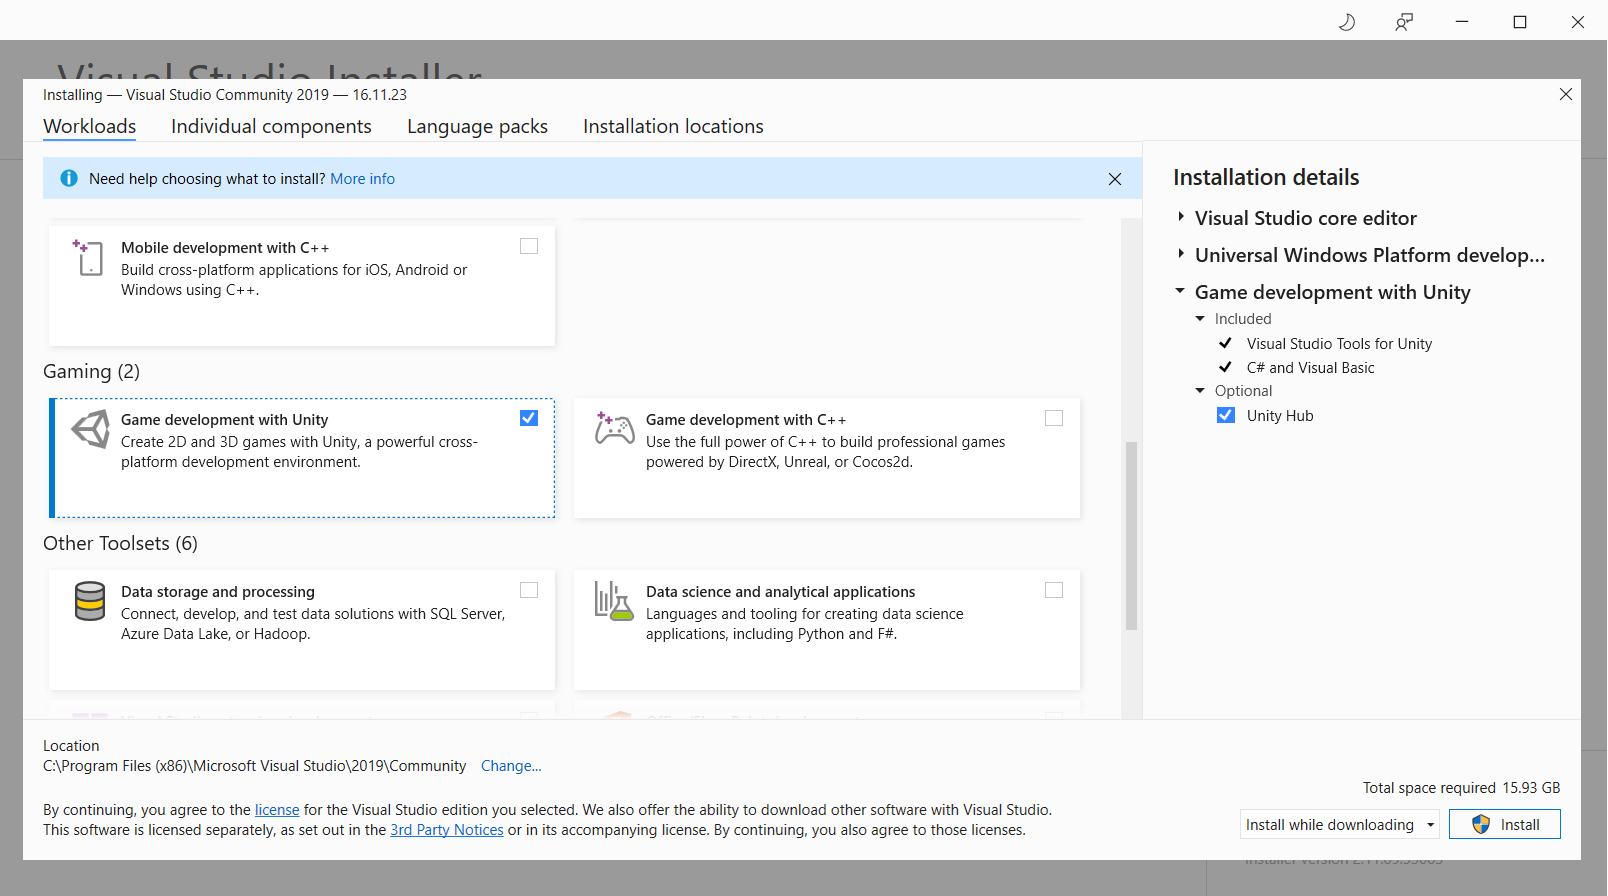 Visual Studio Installer
Installing — Visual Studio Community 2019 — 16.11.23
Workloads
Individual components
Language packs
Installation locations
Need help choosing what to install? More info
Mobile development with C++
Build cross-platform applications for iOS, Android or
Windows using C++.
Gaming (2)
Game development with Unity
Create 2D and 3D games with Unity, a powerful cross-
platform development environment.
Game development with C++
Use the full power of C++ to build professional games
powered by DirectX, Unreal, or Cocos2d.
Other Toolsets (6)
Data storage and processing
Connect, develop, and test data solutions with SQL Server,
Azure Data Lake, or Hadoop.
Data science and analytical applications
Languages and tooling for creating data science
applications, including Python and F#.
Installation details
Visual Studio core editor
Universal Windows Platform develop...
Game development with Unity
Included
Visual Studio Tools for Unity
C# and Visual Basic
Optional
Unity Hub
Location
C:\Program Files (x86)\Microsoft Visual Studio\2019\Community Change...
By continuing, you agree to the license for the Visual Studio edition you selected. We also offer the ability to download other software with Visual Studio.
This software is licensed separately, as set out in the 3rd Party Notices or in its accompanying license. By continuing, you also agree to those licenses.
Total space required 15.93 GB
Install while downloading
Install